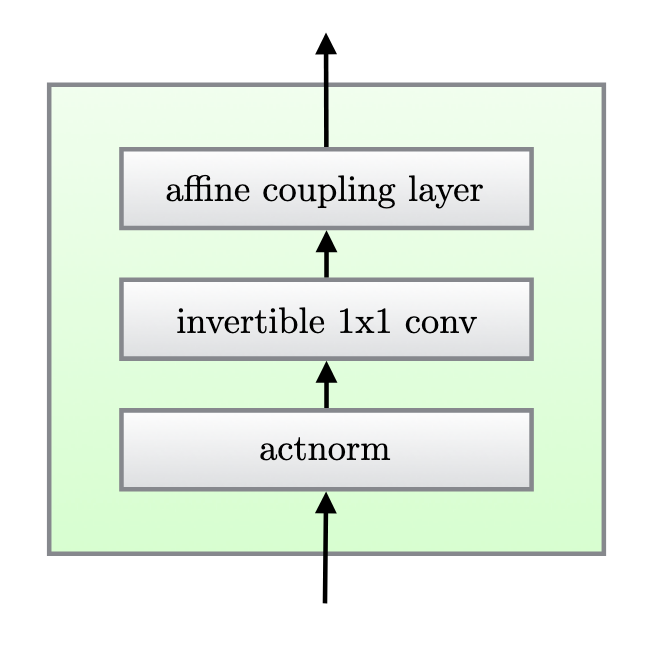 affine coupling layer
invertible 1x1 conv
actnorm